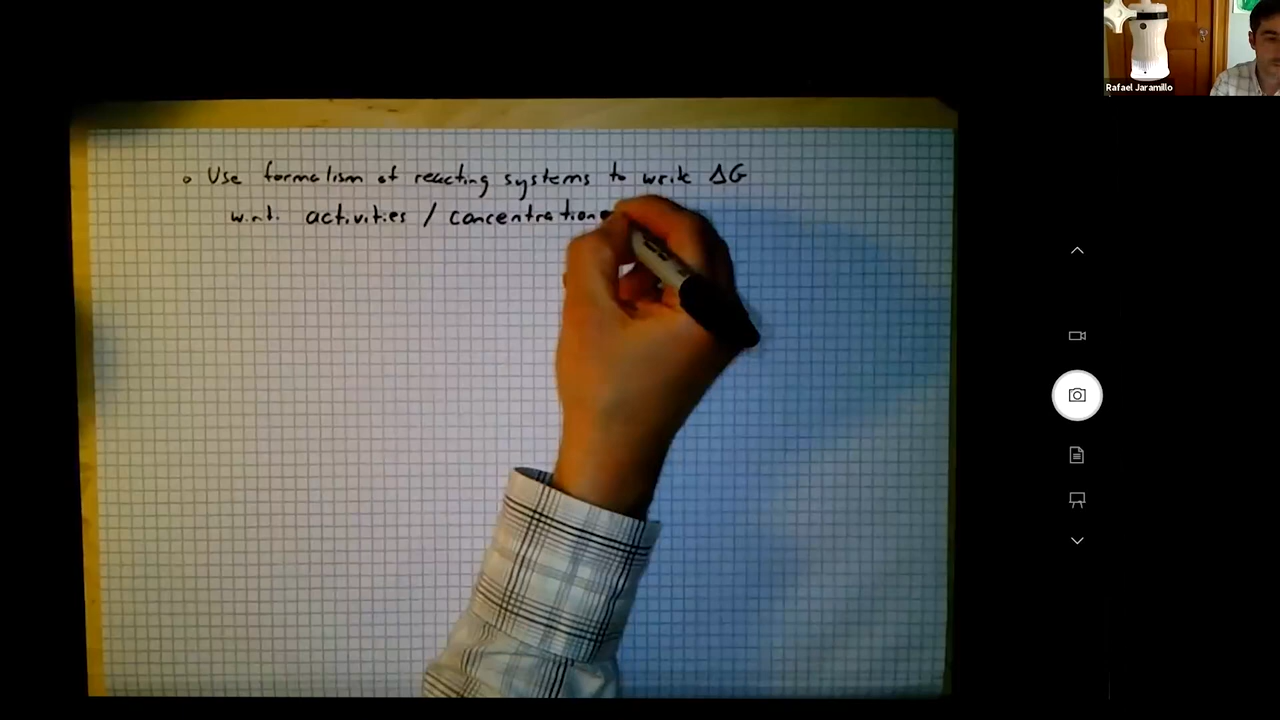 Rafael Jaramillo
∘ Use formalism of reacting systems to write ΔG
w.r.t. activities / concentration